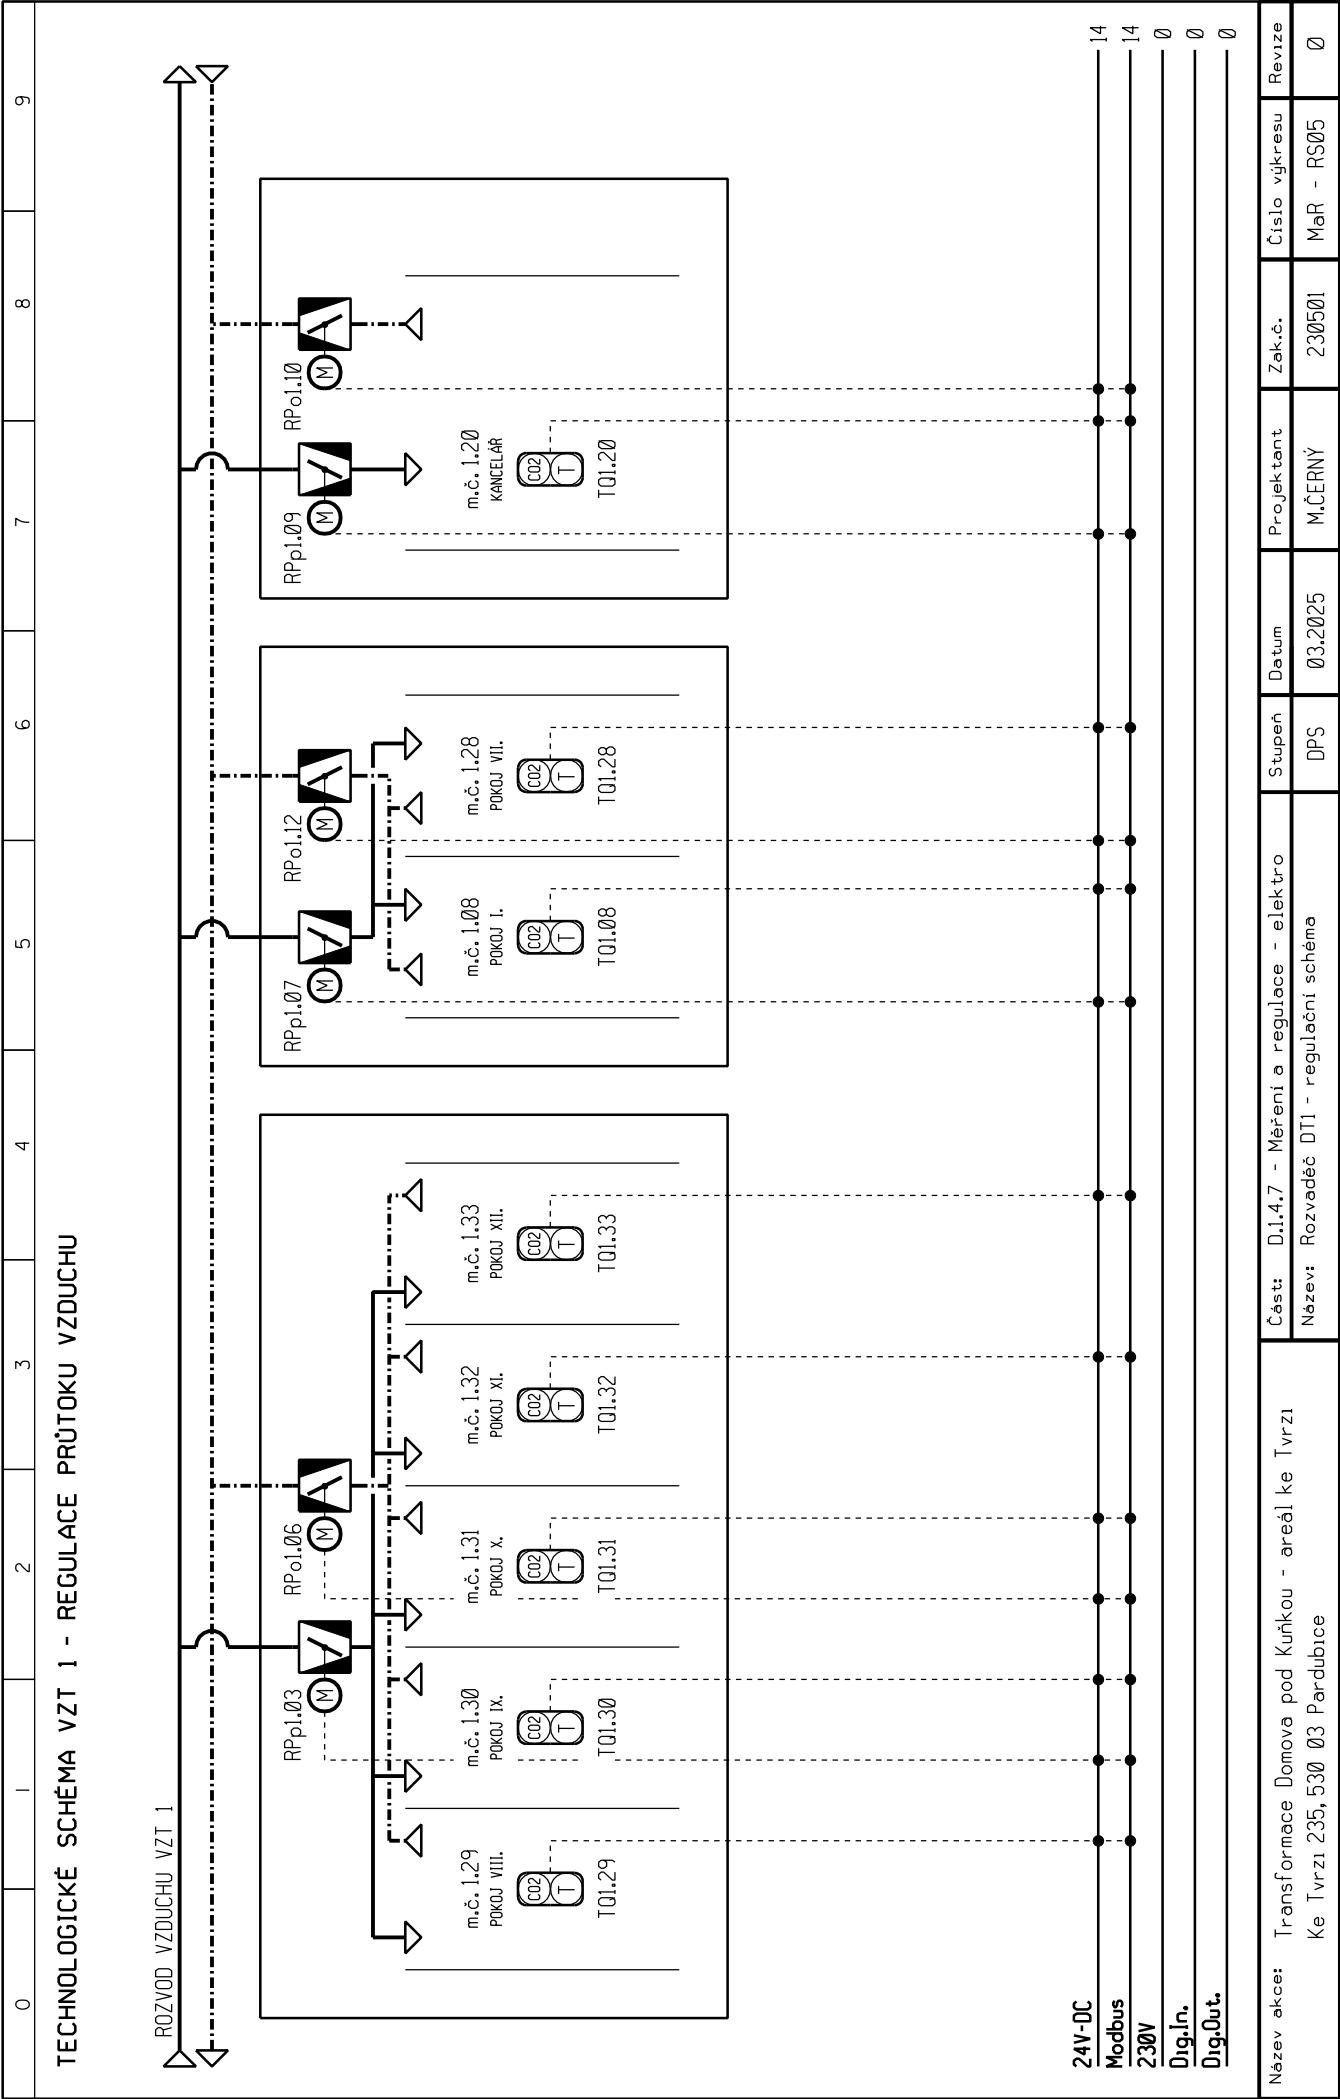 0 1 2 3 4 5 6 7 8 9
TECHNOLOGICKÉ SCHÉMA VZT 1 - REGULACE PRŮTOKU VZDUCHU
ROZVOD VZDUCHU VZT 1
RPp1.03
M
RPo1.06
M
RPp1.07
M
RPo1.12
M
RPp1.09
M
RPo1.10
M
m.č. 1.29
POKOJ VIII.
CO2
T
TQ1.29
m.č. 1.30
POKOJ IX.
CO2
T
TQ1.30
m.č. 1.31
POKOJ X.
CO2
T
TQ1.31
m.č. 1.32
POKOJ XI.
CO2
T
TQ1.32
m.č. 1.33
POKOJ XII.
CO2
T
TQ1.33
m.č. 1.08
POKOJ I.
CO2
T
TQ1.08
m.č. 1.28
POKOJ VII.
CO2
T
TQ1.28
m.č. 1.20
KANCELÁŘ
CO2
T
TQ1.20
24V-DC 14
Modbus 14
230V 0
Dig.In. 0
Dig.Out. 0
Název akce: Transformace Domova pod Kuňkou - areál ke Tvrzi
Ke Tvrzi 235, 530 03 Pardubice
Část: D.1.4.7 - Měření a regulace - elektro
Název: Rozvaděč DT1 - regulační schéma
Stupeň
DPS
Datum
03.2025
Projektant
M.ČERNÝ
Zak.č.
230501
Číslo výkresu
MaR - RS05
Revize
0